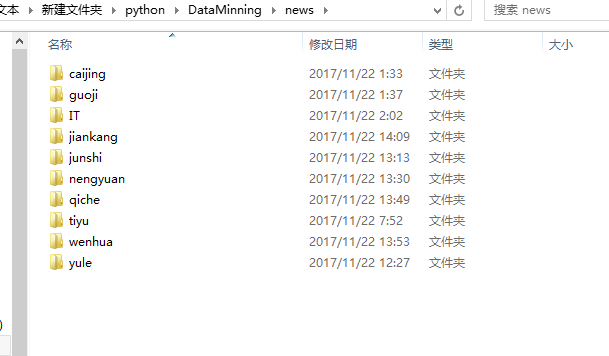 文本 › 新建文件夹 › python › DataMinning › news ›
搜索 news
名称 修改日期 类型 大小
caijing 2017/11/22 1:33 文件夹
guoji 2017/11/22 1:37 文件夹
IT 2017/11/22 2:02 文件夹
jiankang 2017/11/22 14:09 文件夹
junshi 2017/11/22 13:13 文件夹
nengyuan 2017/11/22 13:30 文件夹
qiche 2017/11/22 13:49 文件夹
tiyu 2017/11/22 7:52 文件夹
wenhua 2017/11/22 13:53 文件夹
yule 2017/11/22 12:27 文件夹
)